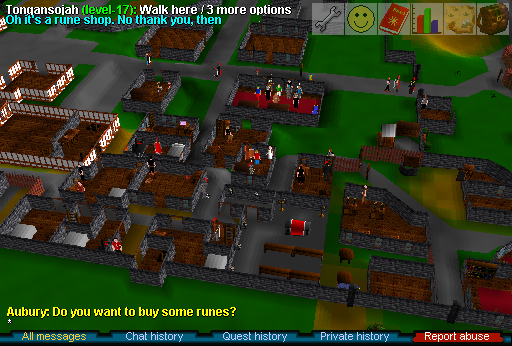 Tongansojah (level-17): Walk here / 3 more options
Oh it's a rune shop. No thank you, then
Aubury: Do you want to buy some runes?
*
All messages
Chat history
Quest history
Private history
Report abuse